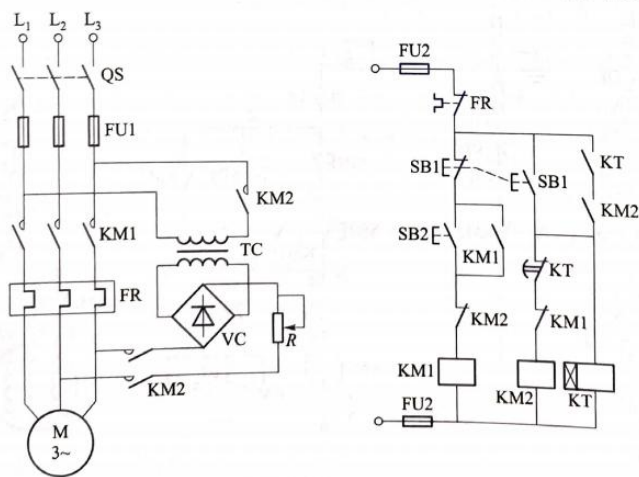 L₁ L₂ L₃
QS
FU1
KM2
KM1
TC
FR
VC
R
KM2
M
3~
FU2
FR
SB1
SB1
KT
KM2
SB2
KM1
KT
KM2
KM1
KM1
KM2
KT
FU2